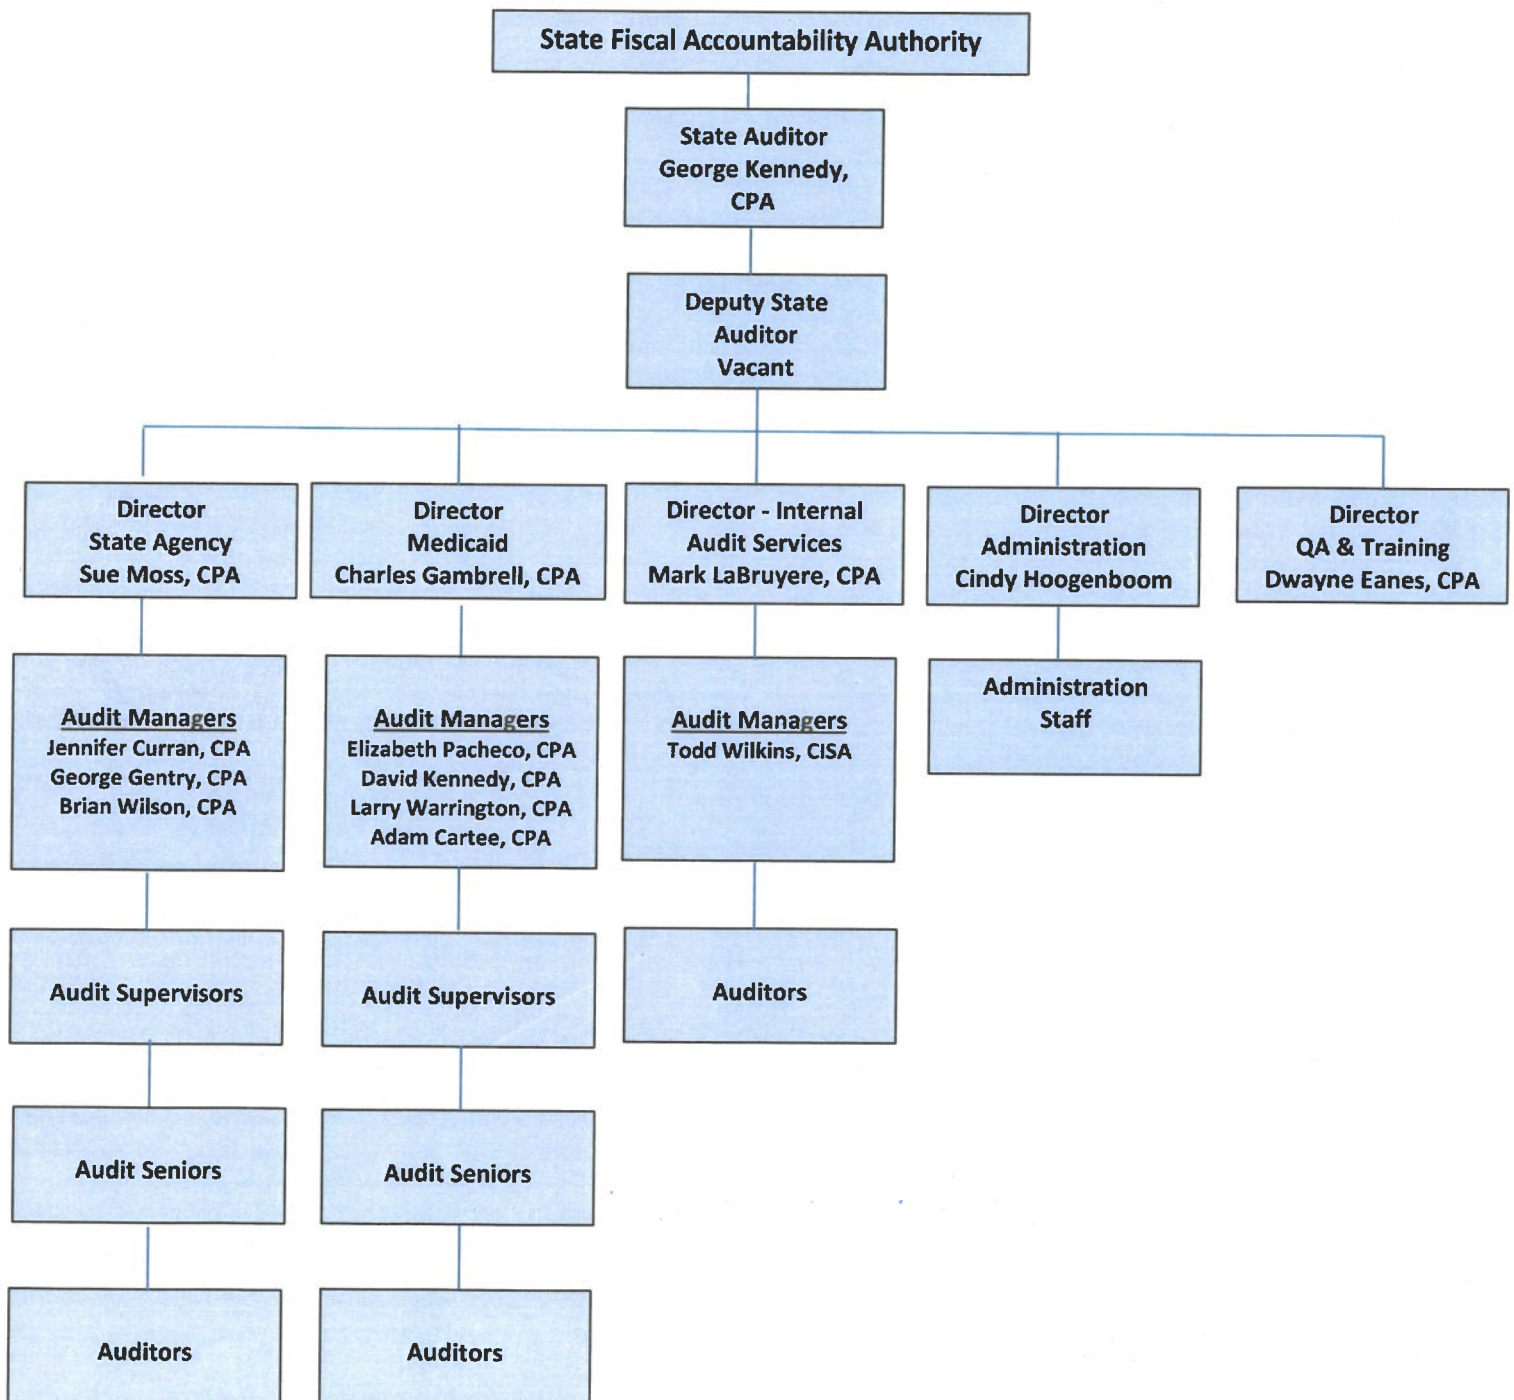 State Fiscal Accountability Authority
State Auditor
George Kennedy,
CPA
Deputy State
Auditor
Vacant
Director
State Agency
Sue Moss, CPA
Director
Medicaid
Charles Gambrell, CPA
Director - Internal
Audit Services
Mark LaBruyere, CPA
Director
Administration
Cindy Hoogenboom
Director
QA & Training
Dwayne Eanes, CPA
Audit Managers
Jennifer Curran, CPA
George Gentry, CPA
Brian Wilson, CPA
Audit Managers
Elizabeth Pacheco, CPA
David Kennedy, CPA
Larry Warrington, CPA
Adam Cartee, CPA
Audit Managers
Todd Wilkins, CISA
Administration
Staff
Audit Supervisors
Audit Supervisors
Auditors
Audit Seniors
Audit Seniors
Auditors
Auditors